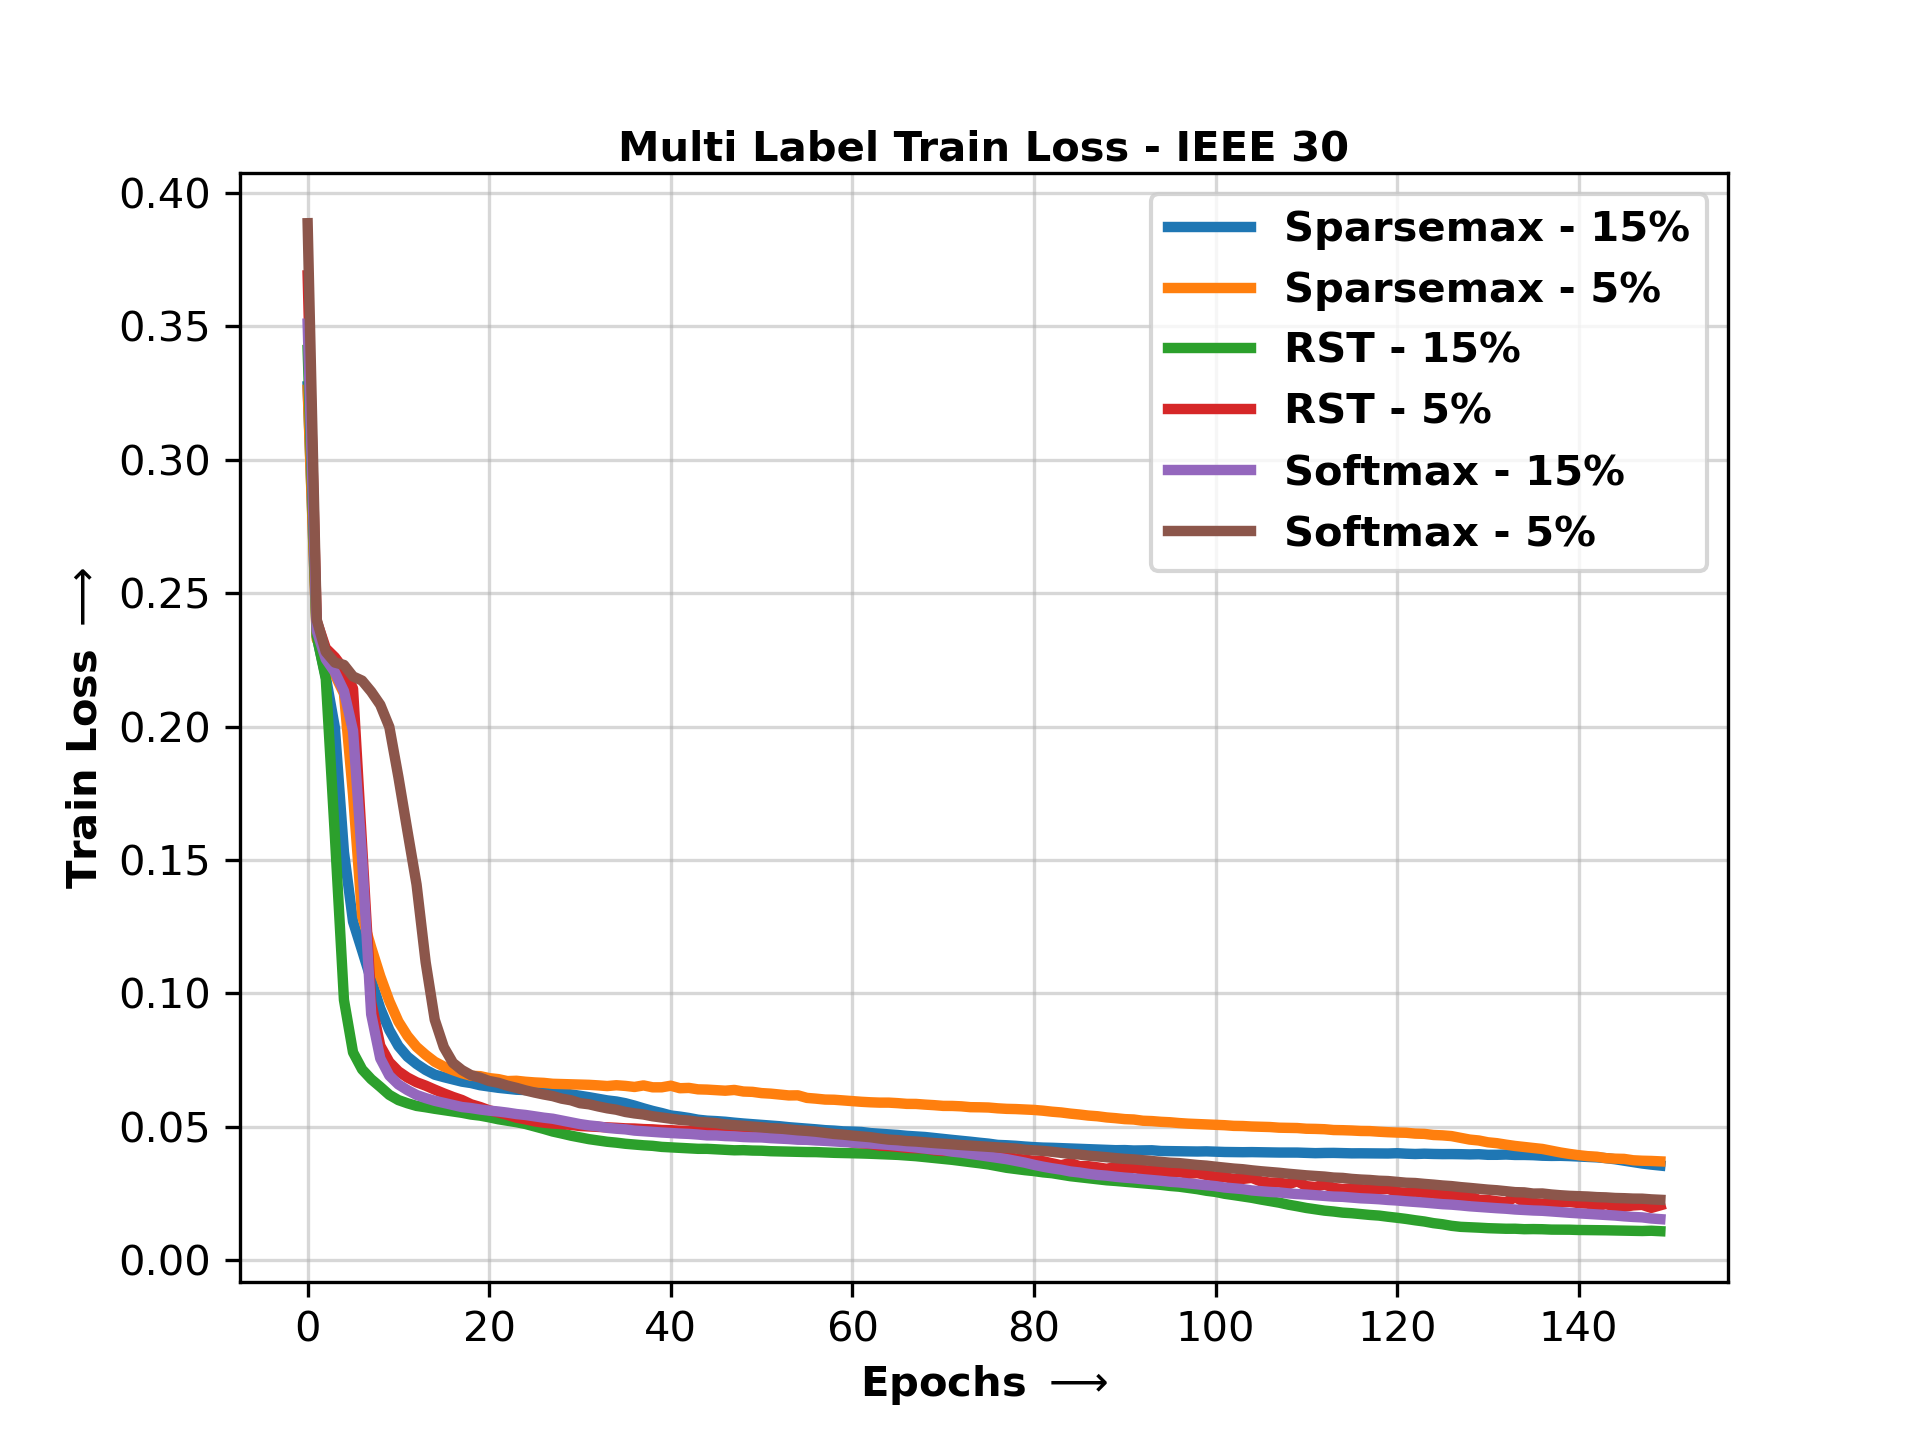 Multi Label Train Loss - IEEE 30
0.40
0.35
0.30
0.25
0.20
0.15
0.10
0.05
0.00
Train Loss ⟶
Sparsemax - 15%
Sparsemax - 5%
RST - 15%
RST - 5%
Softmax - 15%
Softmax - 5%
0 20 40 60 80 100 120 140
Epochs ⟶